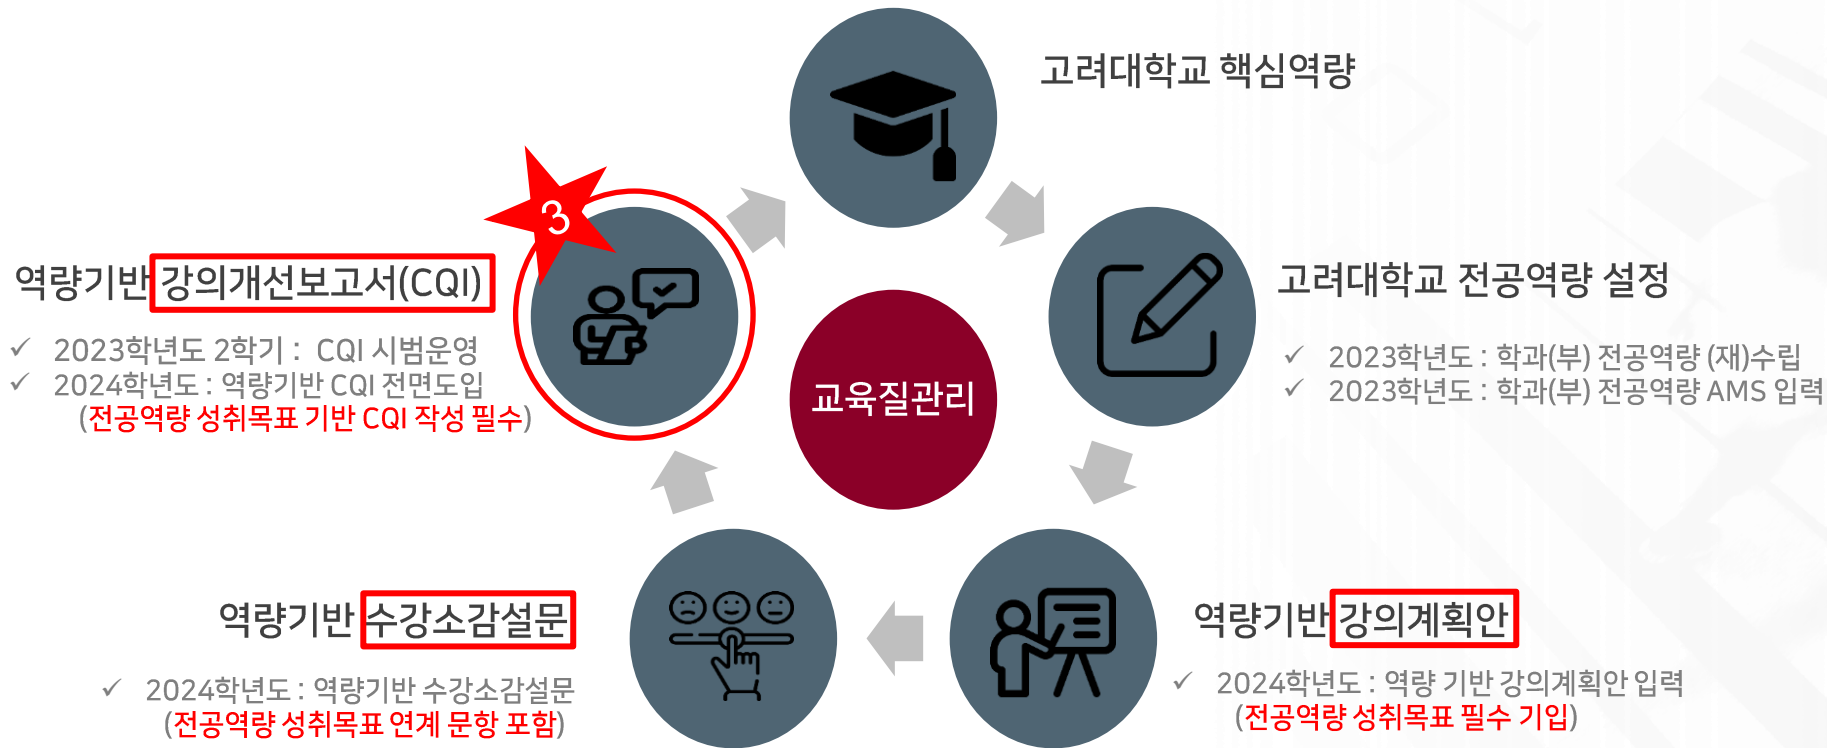 고려대학교 핵심역량
3
역량기반 강의개선보고서(CQI)
✓ 2023학년도 2학기 : CQI 시범운영
✓ 2024학년도 : 역량기반 CQI 전면도입
(전공역량 성취목표 기반 CQI 작성 필수)
고려대학교 전공역량 설정
✓ 2023학년도 : 학과(부) 전공역량 (재)수립
✓ 2023학년도 : 학과(부) 전공역량 AMS 입력
교육질관리
역량기반 수강소감설문
✓ 2024학년도 : 역량기반 수강소감설문
(전공역량 성취목표 연계 문항 포함)
역량기반 강의계획안
✓ 2024학년도 : 역량 기반 강의계획안 입력
(전공역량 성취목표 필수 기입)